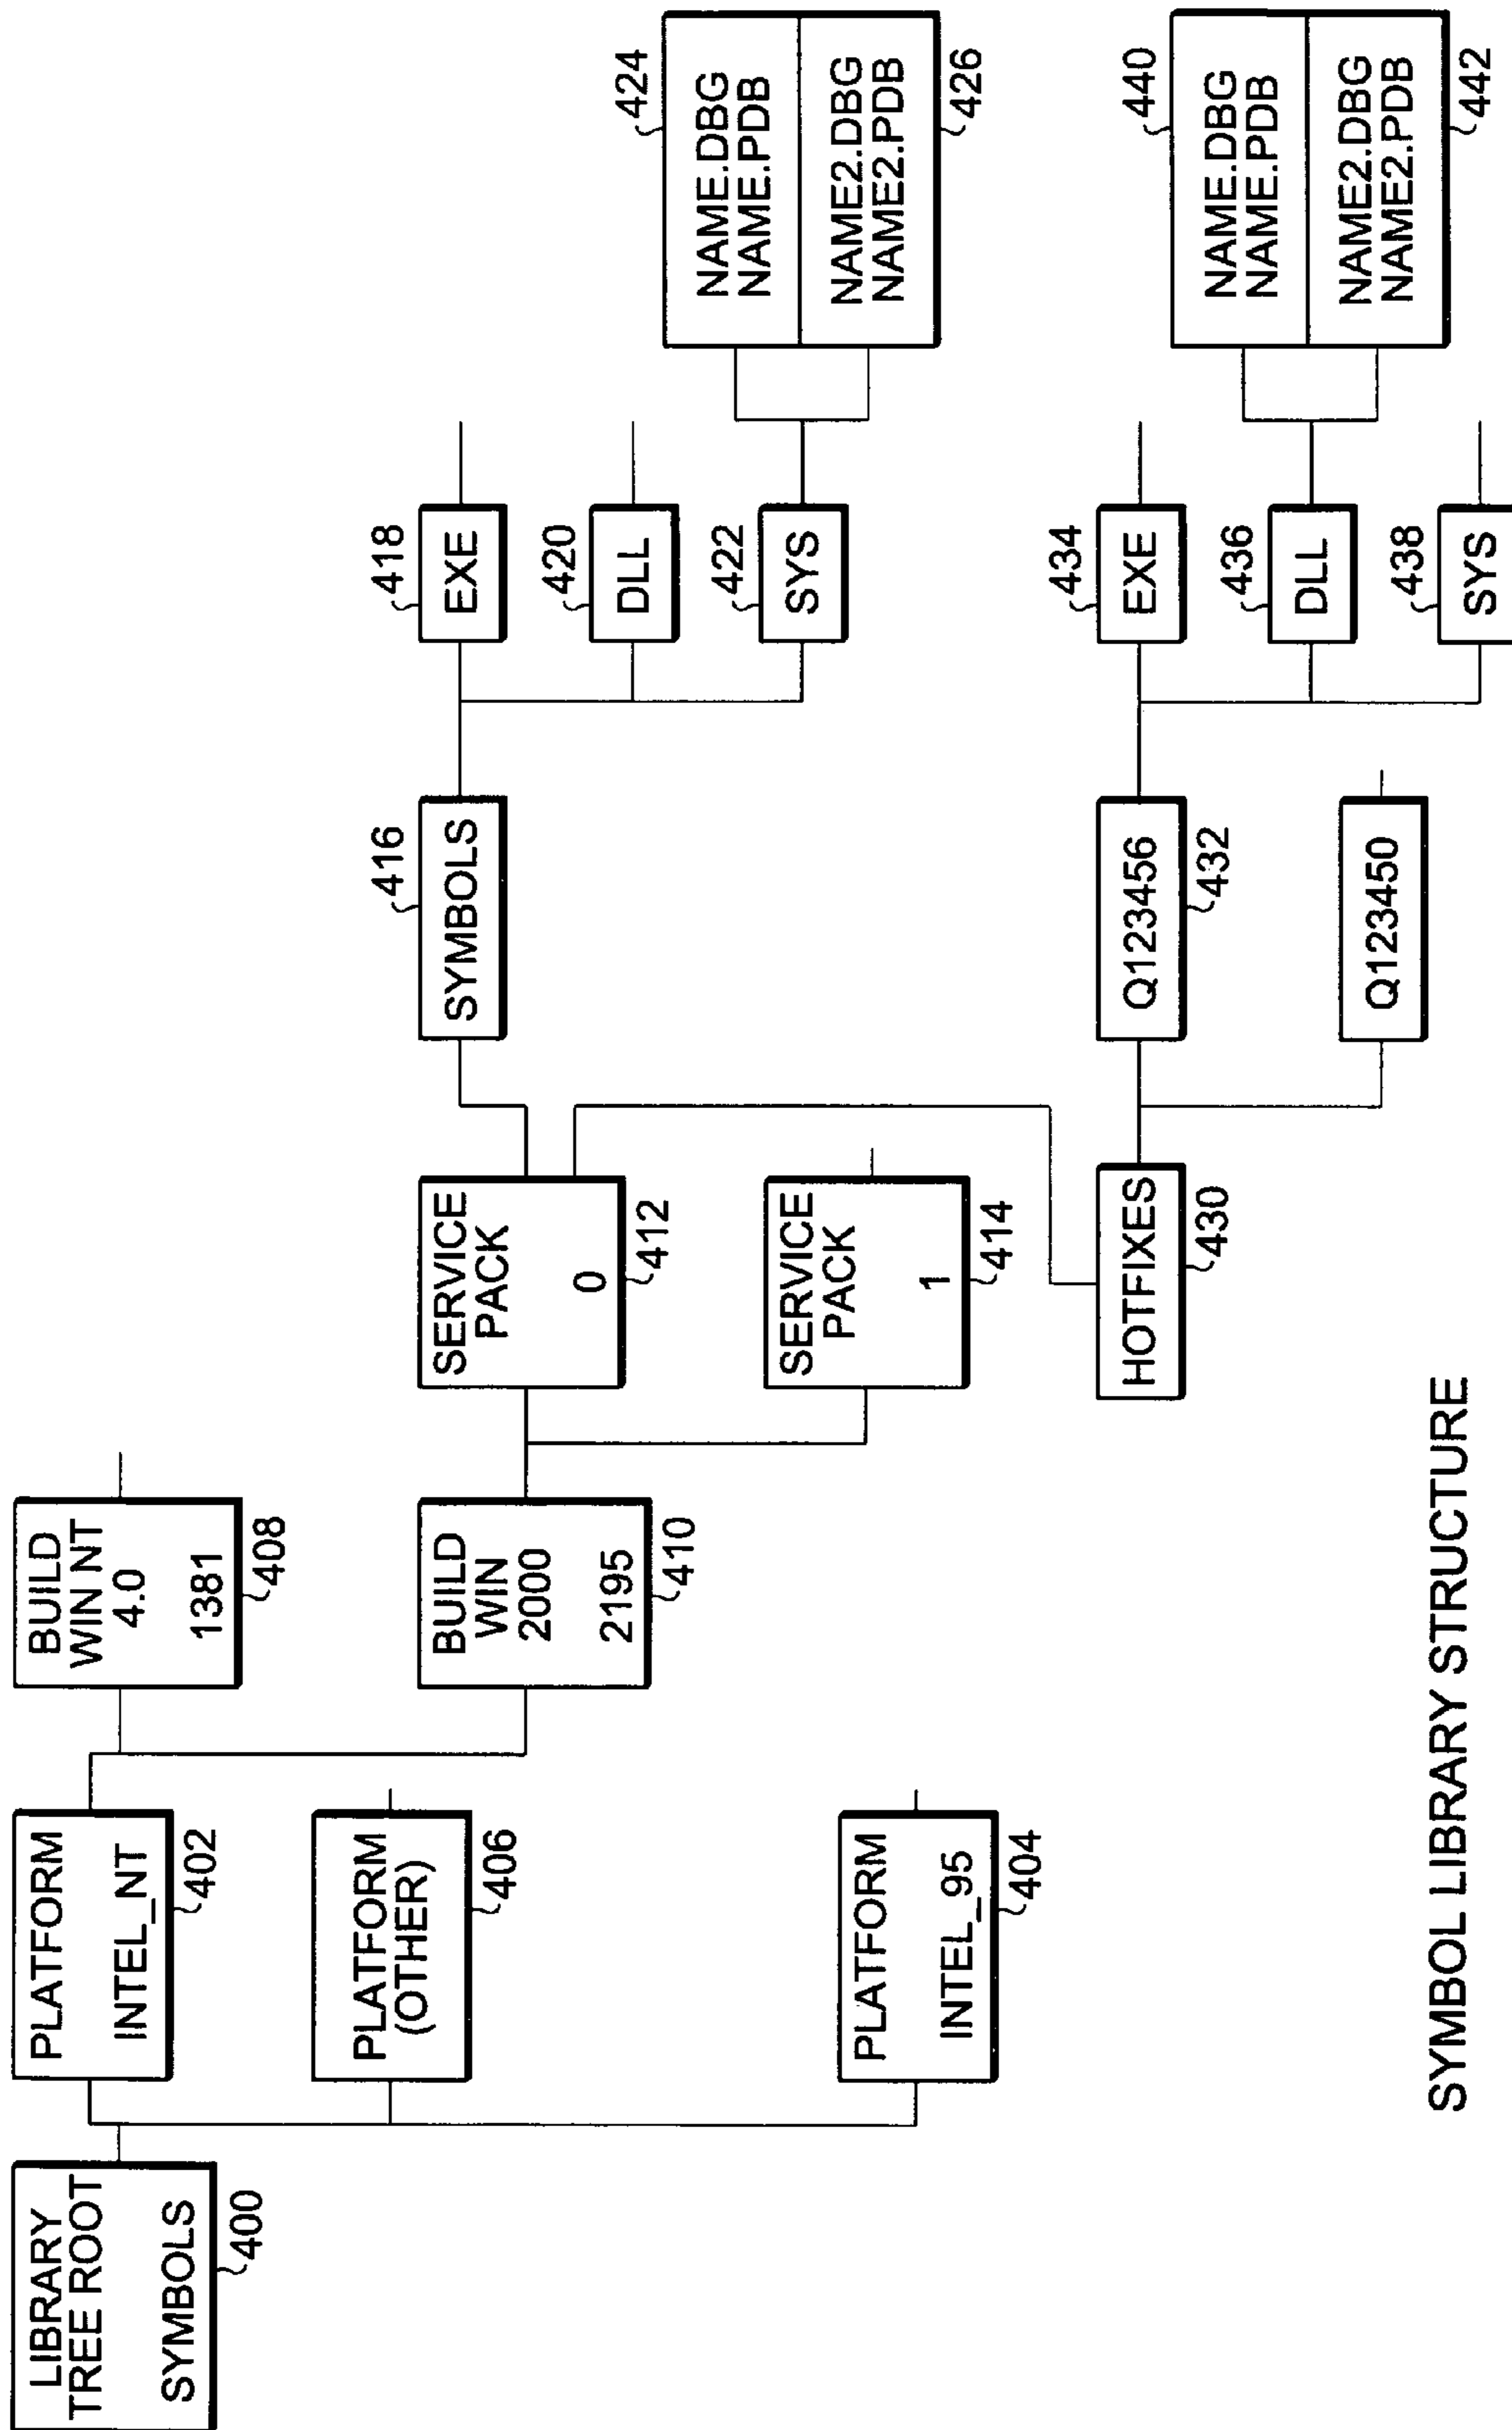 LIBRARY
TREE ROOT
SYMBOLS
400
PLATFORM
INTEL_NT
402
PLATFORM
(OTHER)
406
PLATFORM
INTEL_95
404
BUILD
WIN NT
4.0
1381
408
BUILD
WIN
2000
2195
410
SERVICE
PACK
0
412
SERVICE
PACK
1
414
SYMBOLS
416
EXE
418
DLL
420
SYS
422
NAME.DBG
NAME.PDB
424
NAME2.DBG
NAME2.PDB
426
HOTFIXES
430
Q123456
432
Q123450
EXE
434
DLL
436
SYS
438
NAME.DBG
NAME.PDB
440
NAME2.DBG
NAME2.PDB
442
SYMBOL LIBRARY STRUCTURE